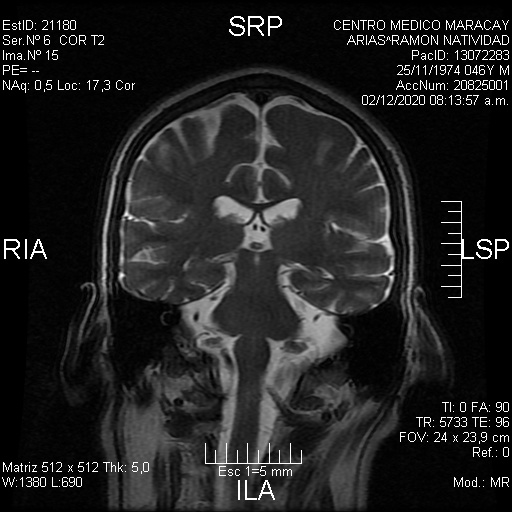 EstID: 21180
Ser.Nº 6 COR T2
Ima.Nº 15
PE= --
NAq: 0,5 Loc: 17,3 Cor
SRP
CENTRO MEDICO MARACAY
ARIAS^RAMON NATIVIDAD
PacID: 13072283
25/11/1974 046Y M
AccNum: 20825001
02/12/2020 08:13:57 a.m.
RIA
LSP
TI: 0 FA: 90
TR: 5733 TE: 96
FOV: 24 x 23,9 cm
Ref.: 0
Matriz 512 x 512 Thk: 5,0
W:1380 L:690
Esc 1=5 mm
ILA
Mod.: MR